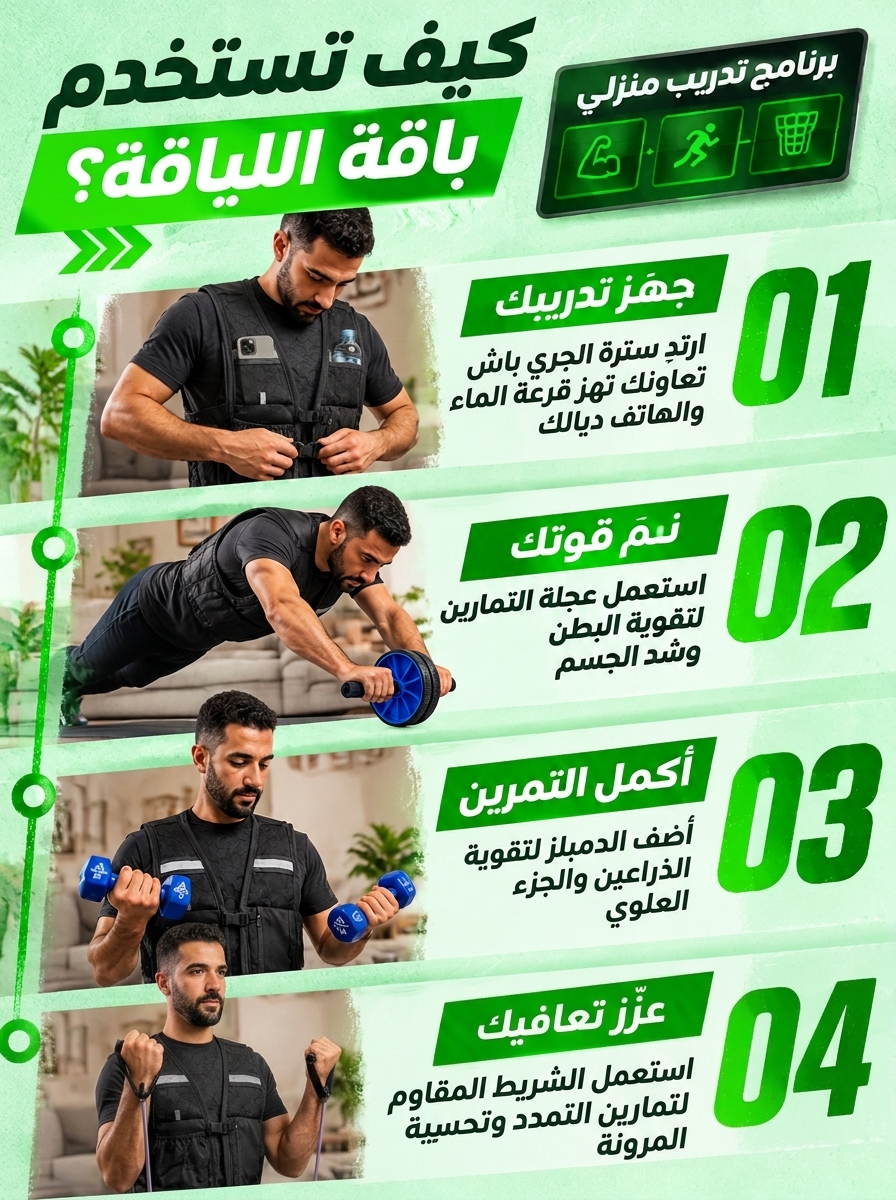 كيف تستخدم
باقة اللياقة؟
برنامج تدريب منزلي
01
جهَز تدريبك
ارتدِ سترة الجري باش
تعاونك تهز قرعة الماء
والهاتف ديالك
02
نمَ قوتك
استعمل عجلة التمارين
لتقوية البطن
وشد الجسم
03
أكمل التمرين
أضف الدمبلز لتقوية
الذراعين والجزء
العلوي
04
عزّز تعافيك
استعمل الشريط المقاوم
لتمارين التمدد وتحسيبة
المرونة